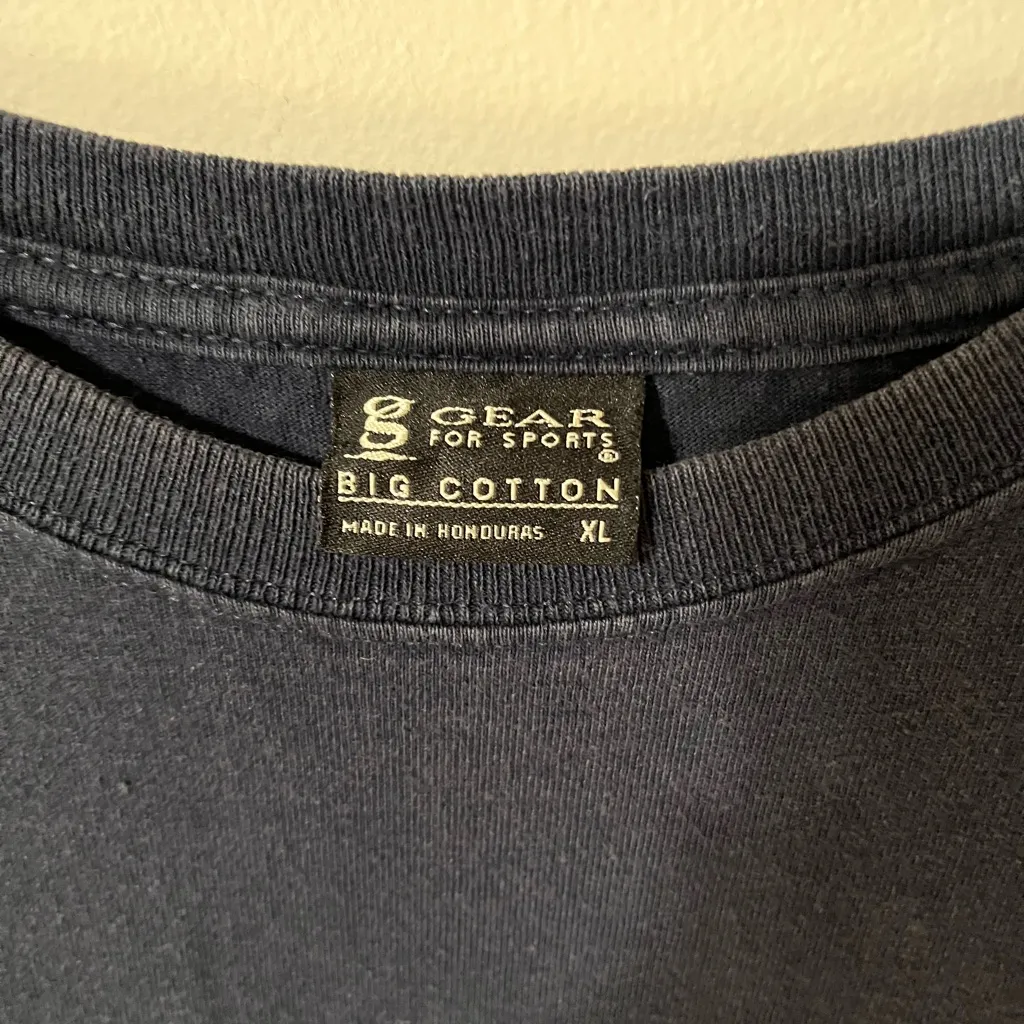 g GEAR
FOR SPORTS®
BIG COTTON
MADE IN HONDURAS XL